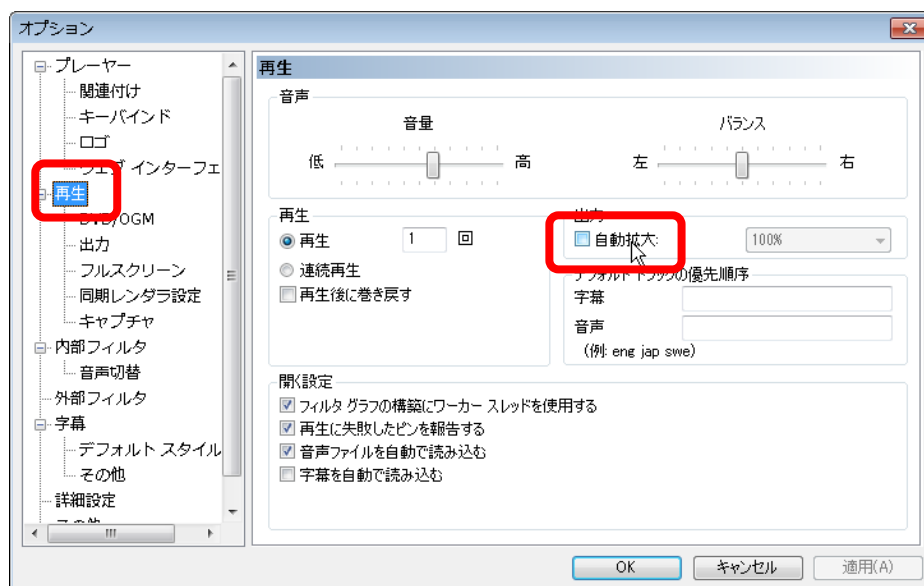 オプション
プレーヤー
関連付け
キーバインド
ロゴ
ウェブ インターフェ
再生
DVD/OGM
出力
フルスクリーン
同期レンダラ設定
キャプチャ
内部フィルタ
音声切替
外部フィルタ
字幕
デフォルト スタイル
その他
詳細設定
その他
再生
音声
音量
バランス
低
高
左
右
再生
再生 1 回
連続再生
再生後に巻き戻す
出力
自動拡大: 100%
デフォルト トラックの優先順序
字幕
音声
(例: eng jap swe)
開く設定
フィルタ グラフの構築にワーカー スレッドを使用する
再生に失敗したピンを報告する
音声ファイルを自動で読み込む
字幕を自動で読み込む
OK
キャンセル
適用(A)